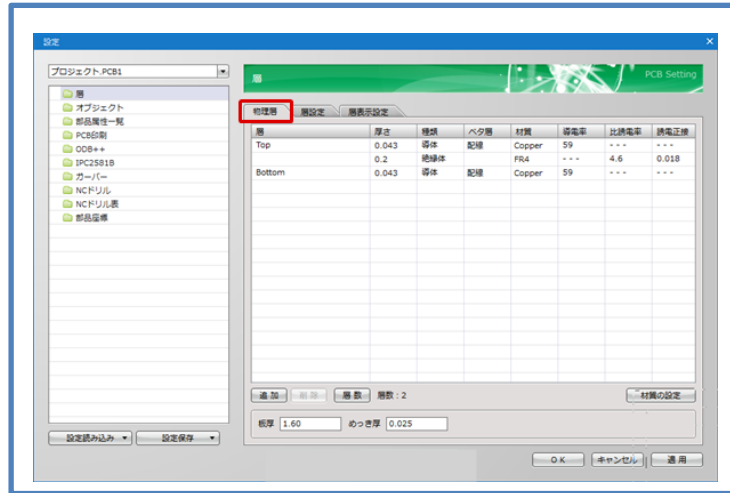 設定
プロジェクト.PCB1
層
オブジェクト
部品属性一覧
PCB印刷
ODB++
IPC2581B
ガーバー
NCドリル
NCドリル表
部品座標
設定読み込み
設定保存
層
PCB Setting
物理層 層設定 層表示設定
層 厚さ 種類 ベタ層 材質 導電率 比誘電率 誘電正接
Top 0.043 導体 配線 Copper 59 --- ---
0.2 絶縁体 FR4 --- 4.6 0.018
Bottom 0.043 導体 配線 Copper 59 --- ---
追加 削除 層数 層数:2 材質の設定
板厚 1.60 めっき厚 0.025
OK キャンセル 適用